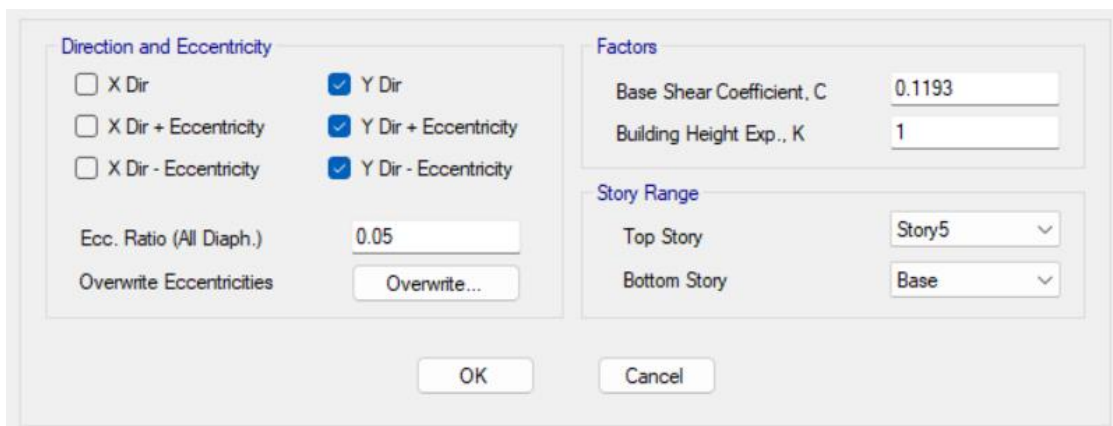 Direction and Eccentricity
X Dir
Y Dir
X Dir + Eccentricity
Y Dir + Eccentricity
X Dir - Eccentricity
Y Dir - Eccentricity
Ecc. Ratio (All Diaph.)
0.05
Overwrite Eccentricities
Overwrite...
Factors
Base Shear Coefficient, C
0.1193
Building Height Exp., K
1
Story Range
Top Story
Story5
Bottom Story
Base
OK
Cancel